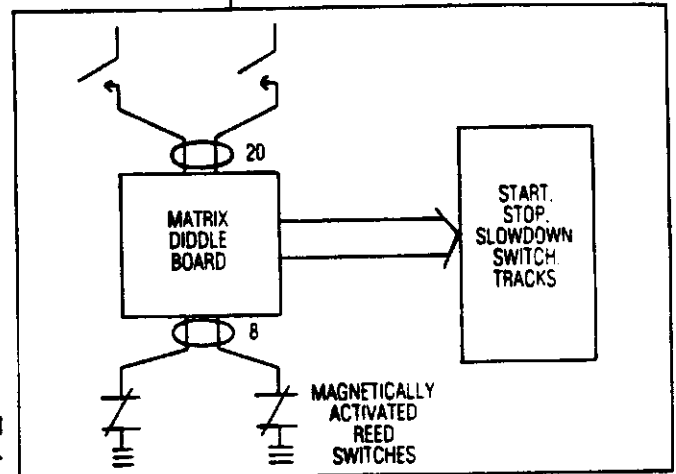 20
MATRIX
DIDDLE
BOARD
START.
STOP.
SLOWDOWN
SWITCH.
TRACKS
8
MAGNETICALLY
ACTIVATED
REED
SWITCHES